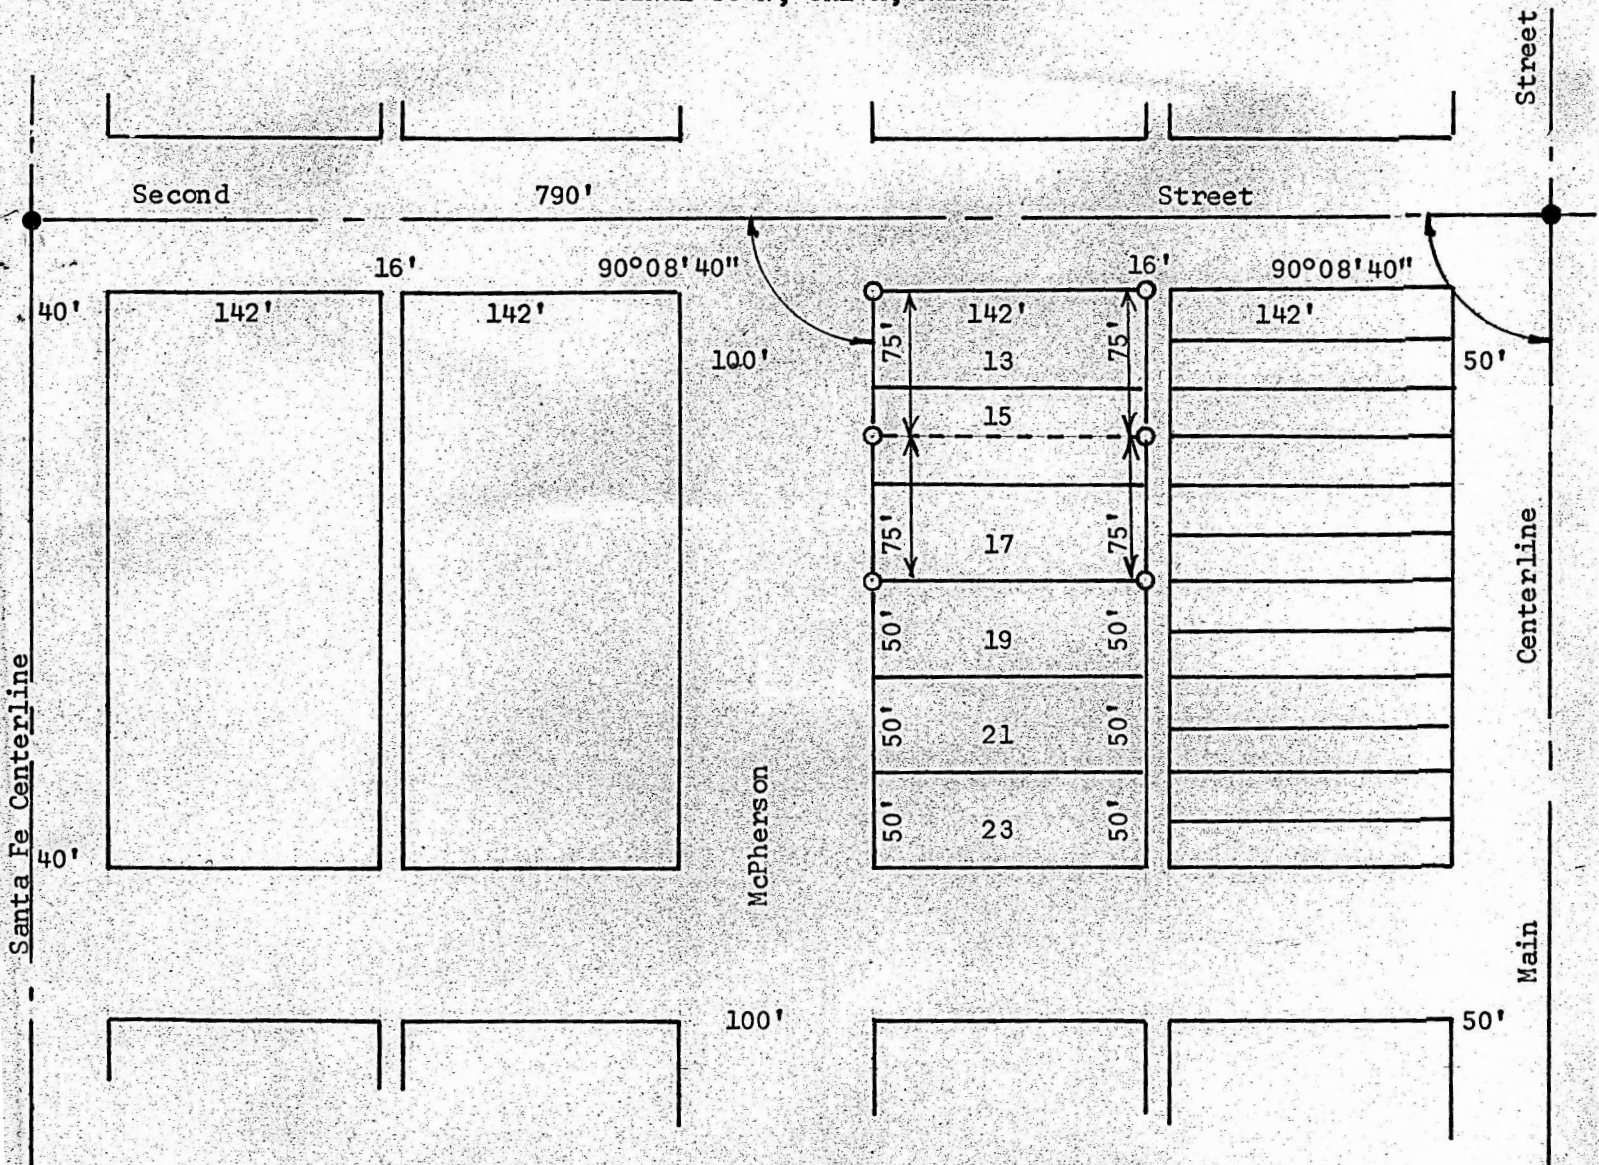 Street
Second 790' Street
16' 90°08'40" 16' 90°08'40"
40' 142' 142' 142' 142'
75' 75'
100' 13 50'
15
75' 17 75'
50' 19 50'
50' 21 50'
50' 23 50'
40'
Santa Fe Centerline
McPherson
Centerline
Main
100' 50'